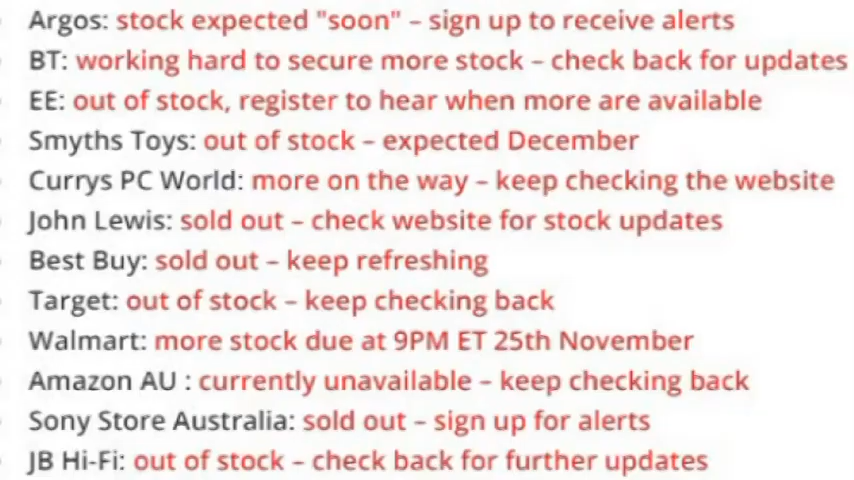 Argos: stock expected "soon" – sign up to receive alerts
BT: working hard to secure more stock – check back for updates
EE: out of stock, register to hear when more are available
Smyths Toys: out of stock – expected December
Currys PC World: more on the way – keep checking the website
John Lewis: sold out – check website for stock updates
Best Buy: sold out – keep refreshing
Target: out of stock – keep checking back
Walmart: more stock due at 9PM ET 25th November
Amazon AU : currently unavailable – keep checking back
Sony Store Australia: sold out – sign up for alerts
JB Hi-Fi: out of stock – check back for further updates